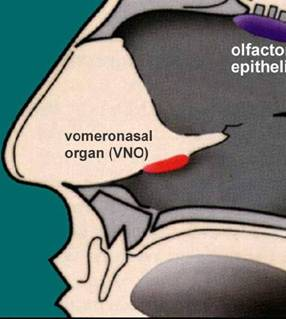 olfacto
epitheli
vomeronasal
organ (VNO)